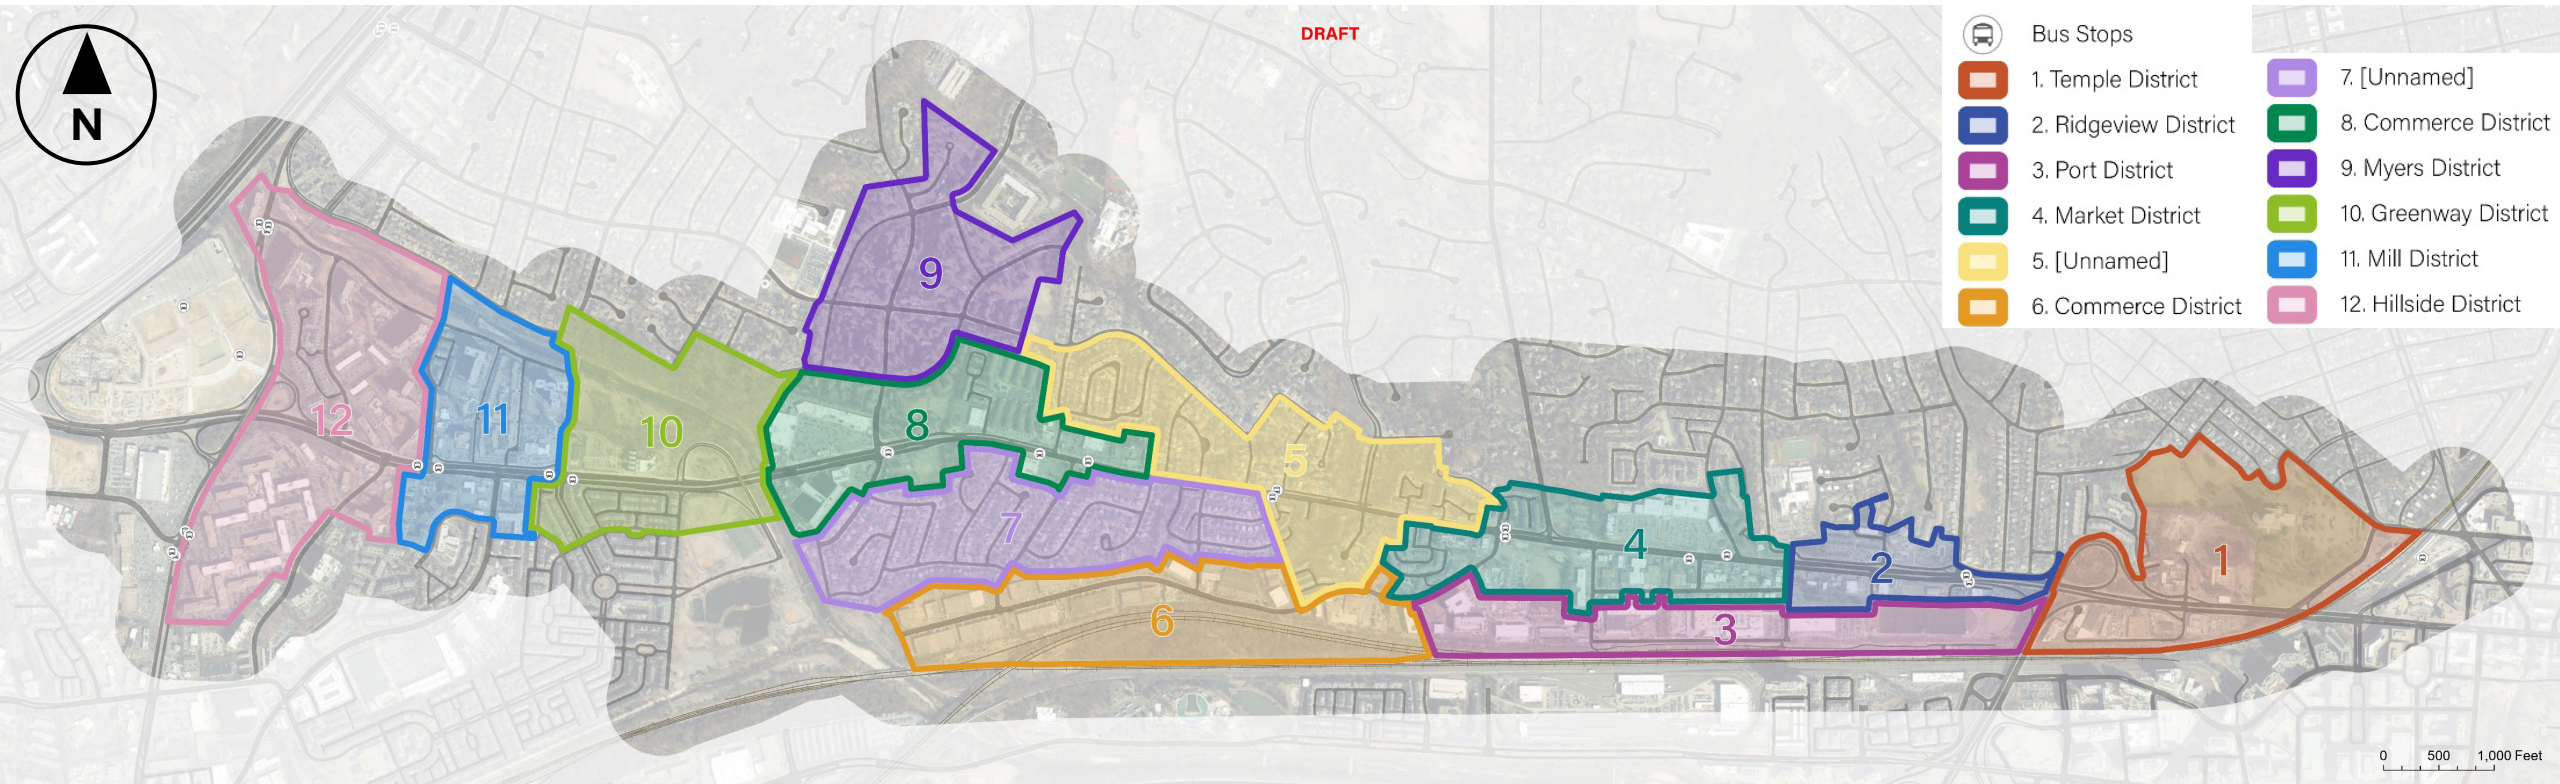 DRAFT
N
Bus Stops
1. Temple District
2. Ridgeview District
3. Port District
4. Market District
5. [Unnamed]
6. Commerce District
7. [Unnamed]
8. Commerce District
9. Myers District
10. Greenway District
11. Mill District
12. Hillside District
9
12
11
10
8
5
7
4
2
1
6
3
0 500 1,000 Feet